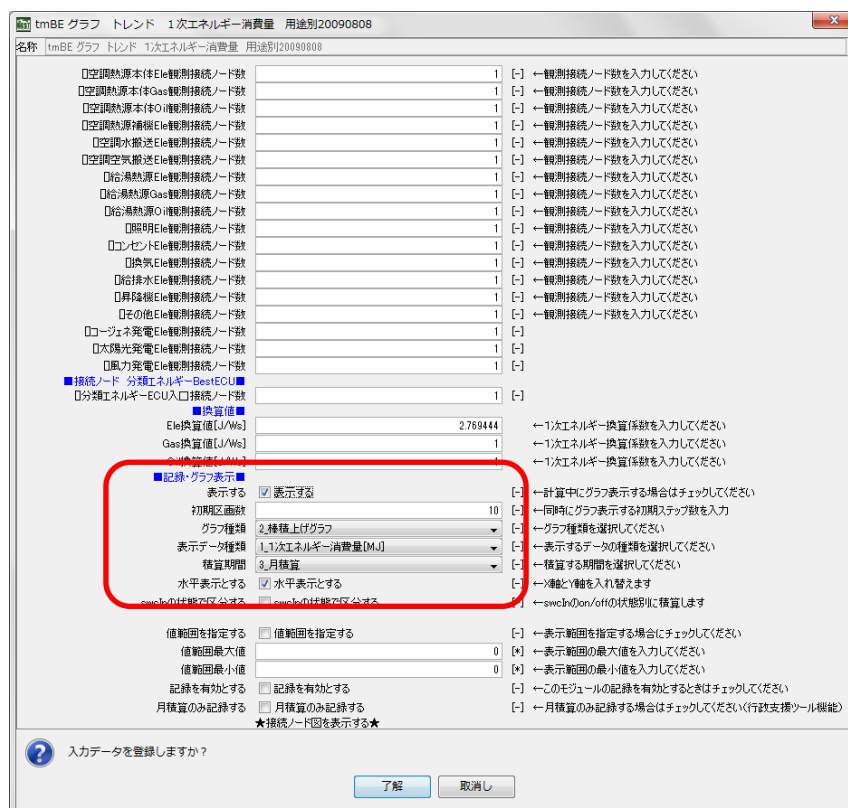 tmBE グラフ　トレンド　1次エネルギー消費量　用途別20090808
名称 tmBE グラフ トレンド 1次エネルギー消費量 用途別20090808
□空調熱源本体Ele観測接続ノード数 1 [-] ←観測接続ノード数を入力してください
□空調熱源本体Gas観測接続ノード数 1 [-] ←観測接続ノード数を入力してください
□空調熱源本体Oil観測接続ノード数 1 [-] ←観測接続ノード数を入力してください
□空調熱源補機Ele観測接続ノード数 1 [-] ←観測接続ノード数を入力してください
□空調水搬送Ele観測接続ノード数 1 [-] ←観測接続ノード数を入力してください
□空調空気搬送Ele観測接続ノード数 1 [-] ←観測接続ノード数を入力してください
□給湯熱源Ele観測接続ノード数 1 [-] ←観測接続ノード数を入力してください
□給湯熱源Gas観測接続ノード数 1 [-] ←観測接続ノード数を入力してください
□給湯熱源Oil観測接続ノード数 1 [-] ←観測接続ノード数を入力してください
□照明Ele観測接続ノード数 1 [-] ←観測接続ノード数を入力してください
□コンセントEle観測接続ノード数 1 [-] ←観測接続ノード数を入力してください
□換気Ele観測接続ノード数 1 [-] ←観測接続ノード数を入力してください
□給排水Ele観測接続ノード数 1 [-] ←観測接続ノード数を入力してください
□昇降機Ele観測接続ノード数 1 [-] ←観測接続ノード数を入力してください
□その他Ele観測接続ノード数 1 [-] ←観測接続ノード数を入力してください
□コージェネ発電Ele観測接続ノード数 1 [-]
□太陽光発電Ele観測接続ノード数 1 [-]
□風力発電Ele観測接続ノード数 1 [-]
■接続ノード 分類エネルギーBestECU■
□分類エネルギーECU入口接続ノード数 1 [-]
■換算値■
Ele換算値[J/Ws] 2.769444 ←1次エネルギー換算係数を入力してください
Gas換算値[J/Ws] 1 ←1次エネルギー換算係数を入力してください
Oil換算値[J/Ws] 1 ←1次エネルギー換算係数を入力してください
■記録・グラフ表示■
表示する 表示する [-] ←計算中にグラフ表示する場合はチェックしてください
初期区画数 10 [-] ←同時にグラフ表示する初期ステップ数を入力
グラフ種類 2_棒積上げグラフ [-] ←グラフ種類を選択してください
表示データ種類 1_1次エネルギー消費量[MJ] [-] ←表示するデータの種類を選択してください
積算期間 3_月積算 [-] ←積算する期間を選択してください
水平表示とする 水平表示とする [-] ←X軸とY軸を入れ替えます
swcInの状態で区分する swcInの状態で区分する [-] ←swcInのon/offの状態別に積算します
値範囲を指定する 値範囲を指定する [-] ←表示範囲を指定する場合にチェックしてください
値範囲最大値 0 [*] ←表示範囲の最大値を入力してください
値範囲最小値 0 [*] ←表示範囲の最小値を入力してください
記録を有効とする 記録を有効とする [-] ←このモジュールの記録を有効とするときはチェックしてください
月積算のみ記録する 月積算のみ記録する [-] ←月積算のみ記録する場合はチェックしてください(行政支援ツール機能)
★接続ノード図を表示する★
入力データを登録しますか？
了解 取消し